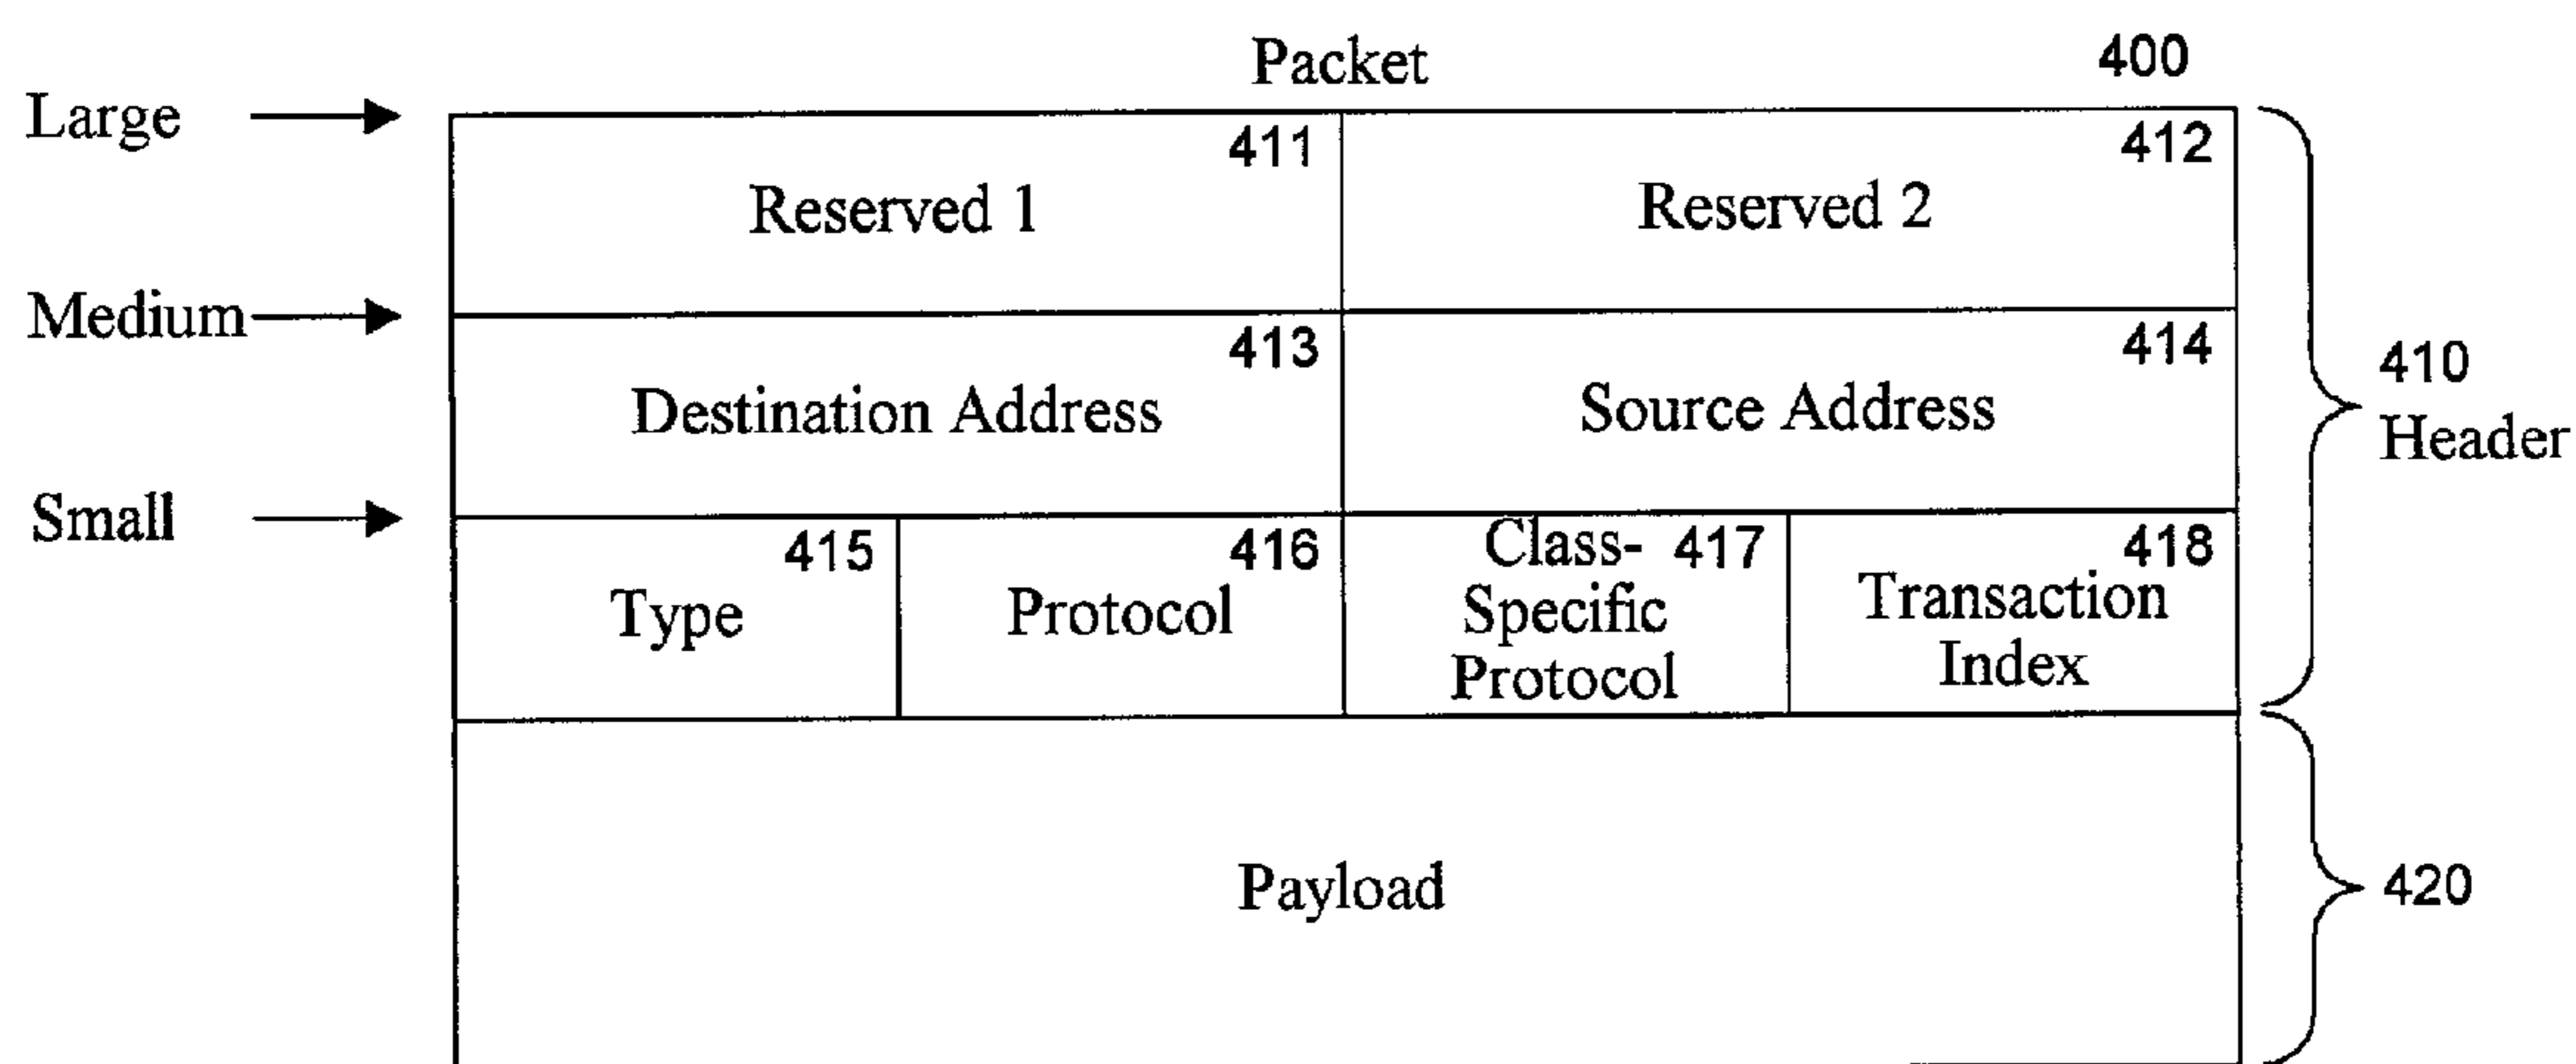 Packet 400
Large
411 412
Reserved 1 Reserved 2
Medium
413 414
Destination Address Source Address
410
Header
Small
415 416 Class- 417 418
Type Protocol Specific Transaction
Protocol Index
Payload
420